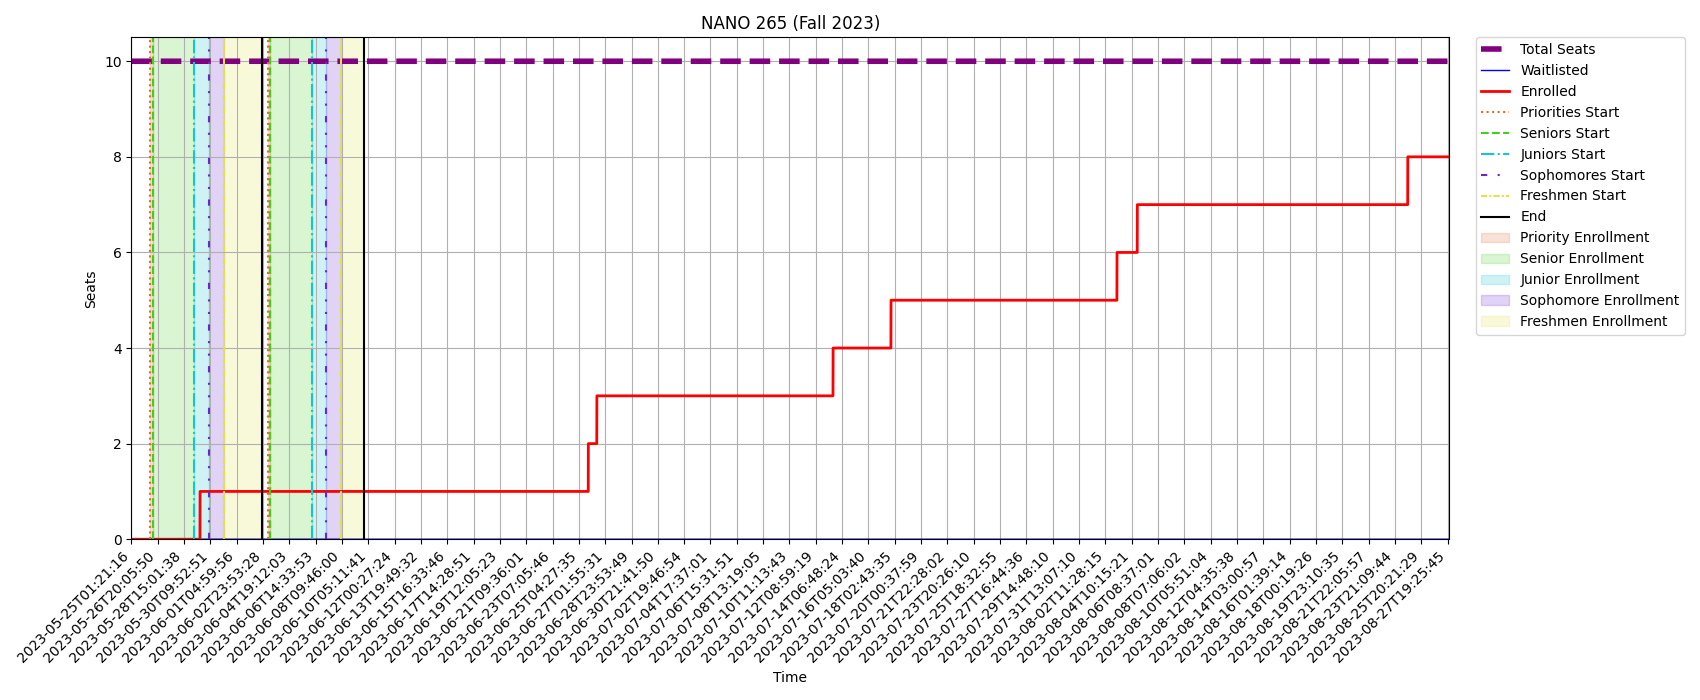 NANO 265 (Fall 2023)
10
8
6
4
2
0
Seats
2023-05-25T01:21:16
2023-05-26T20:05:50
2023-05-28T15:01:38
2023-05-30T09:52:51
2023-06-01T04:59:56
2023-06-02T23:53:28
2023-06-04T19:12:03
2023-06-06T14:33:53
2023-06-08T09:46:00
2023-06-10T05:11:41
2023-06-12T00:27:24
2023-06-13T19:49:32
2023-06-15T16:33:46
2023-06-17T14:28:51
2023-06-19T12:05:23
2023-06-21T09:36:01
2023-06-23T07:05:46
2023-06-25T04:27:35
2023-06-27T01:55:31
2023-06-28T23:53:49
2023-06-30T21:41:50
2023-07-02T19:46:54
2023-07-04T17:37:01
2023-07-06T15:31:51
2023-07-08T13:19:05
2023-07-10T11:13:43
2023-07-12T08:59:19
2023-07-14T06:48:24
2023-07-16T05:03:40
2023-07-18T02:43:35
2023-07-20T00:37:59
2023-07-21T22:28:02
2023-07-23T20:26:10
2023-07-25T18:32:55
2023-07-27T16:44:36
2023-07-29T14:48:10
2023-07-31T13:07:10
2023-08-02T11:28:15
2023-08-04T10:15:21
2023-08-06T08:37:01
2023-08-08T07:06:02
2023-08-10T05:51:04
2023-08-12T04:35:38
2023-08-14T03:00:57
2023-08-16T01:39:14
2023-08-18T00:19:26
2023-08-19T23:10:35
2023-08-21T22:05:57
2023-08-23T21:09:44
2023-08-25T20:21:29
2023-08-27T19:25:45
Time
Total Seats
Waitlisted
Enrolled
Priorities Start
Seniors Start
Juniors Start
Sophomores Start
Freshmen Start
End
Priority Enrollment
Senior Enrollment
Junior Enrollment
Sophomore Enrollment
Freshmen Enrollment